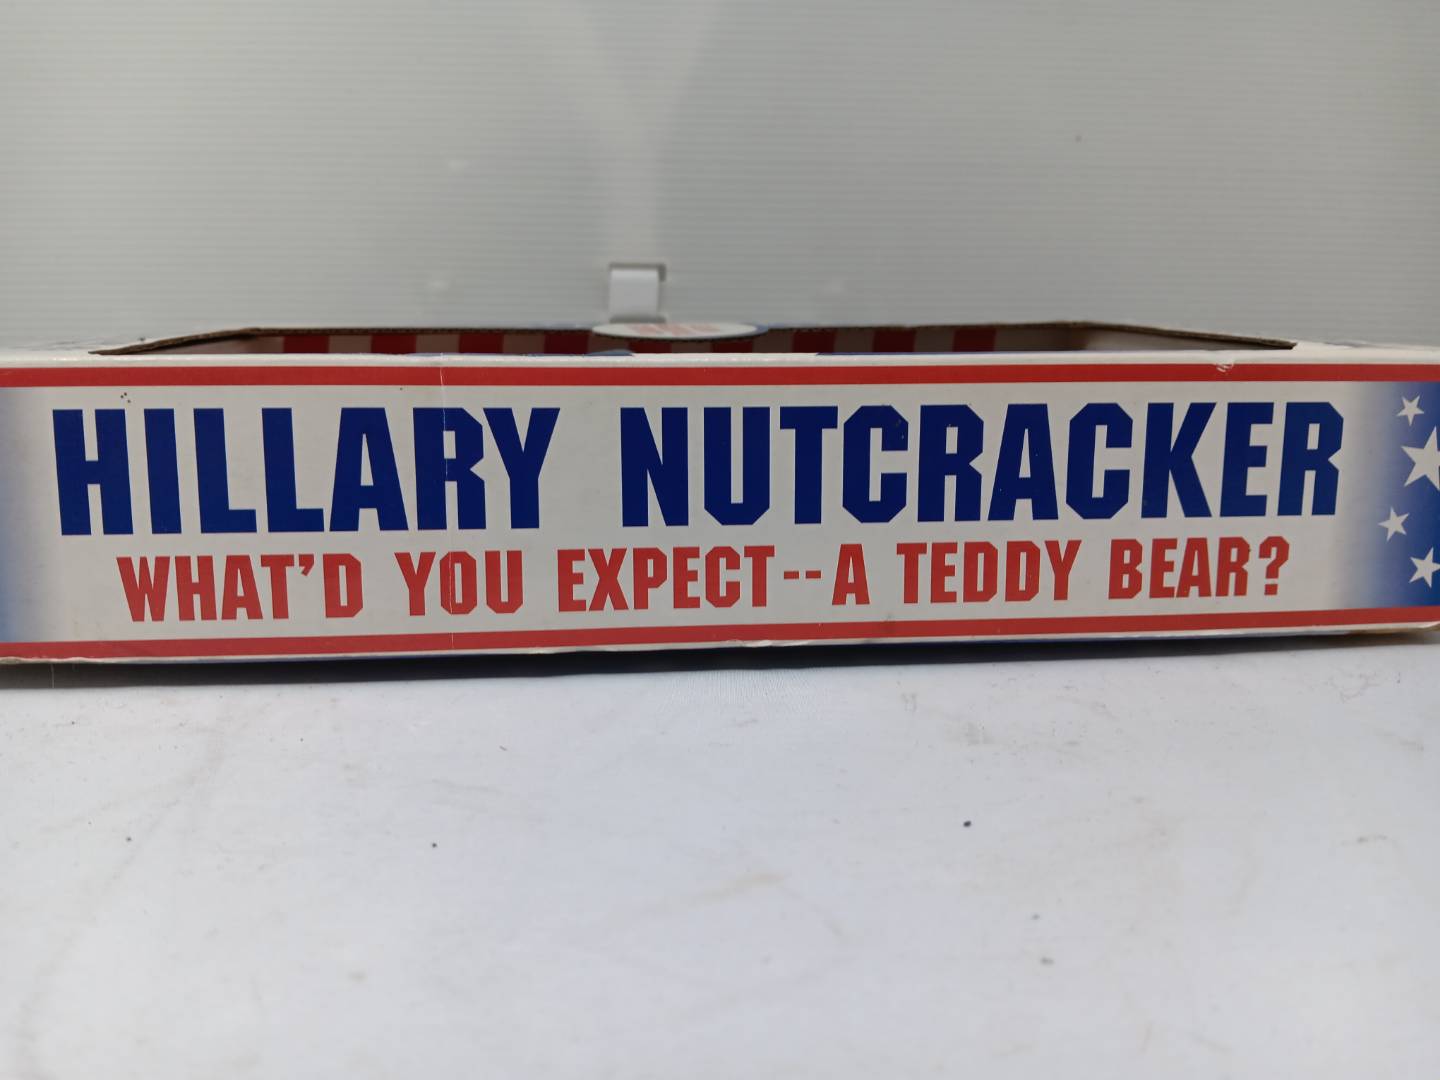 HILLARY NUTCRACKER
WHAT'D YOU EXPECT--A TEDDY BEAR?